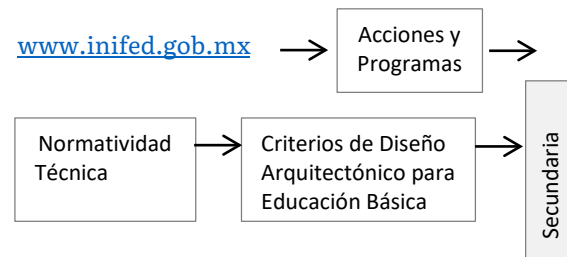 www.inifed.gob.mx
Acciones y
Programas
Normatividad
Técnica
Criterios de Diseño
Arquitectónico para
Educación Básica
Secundaria